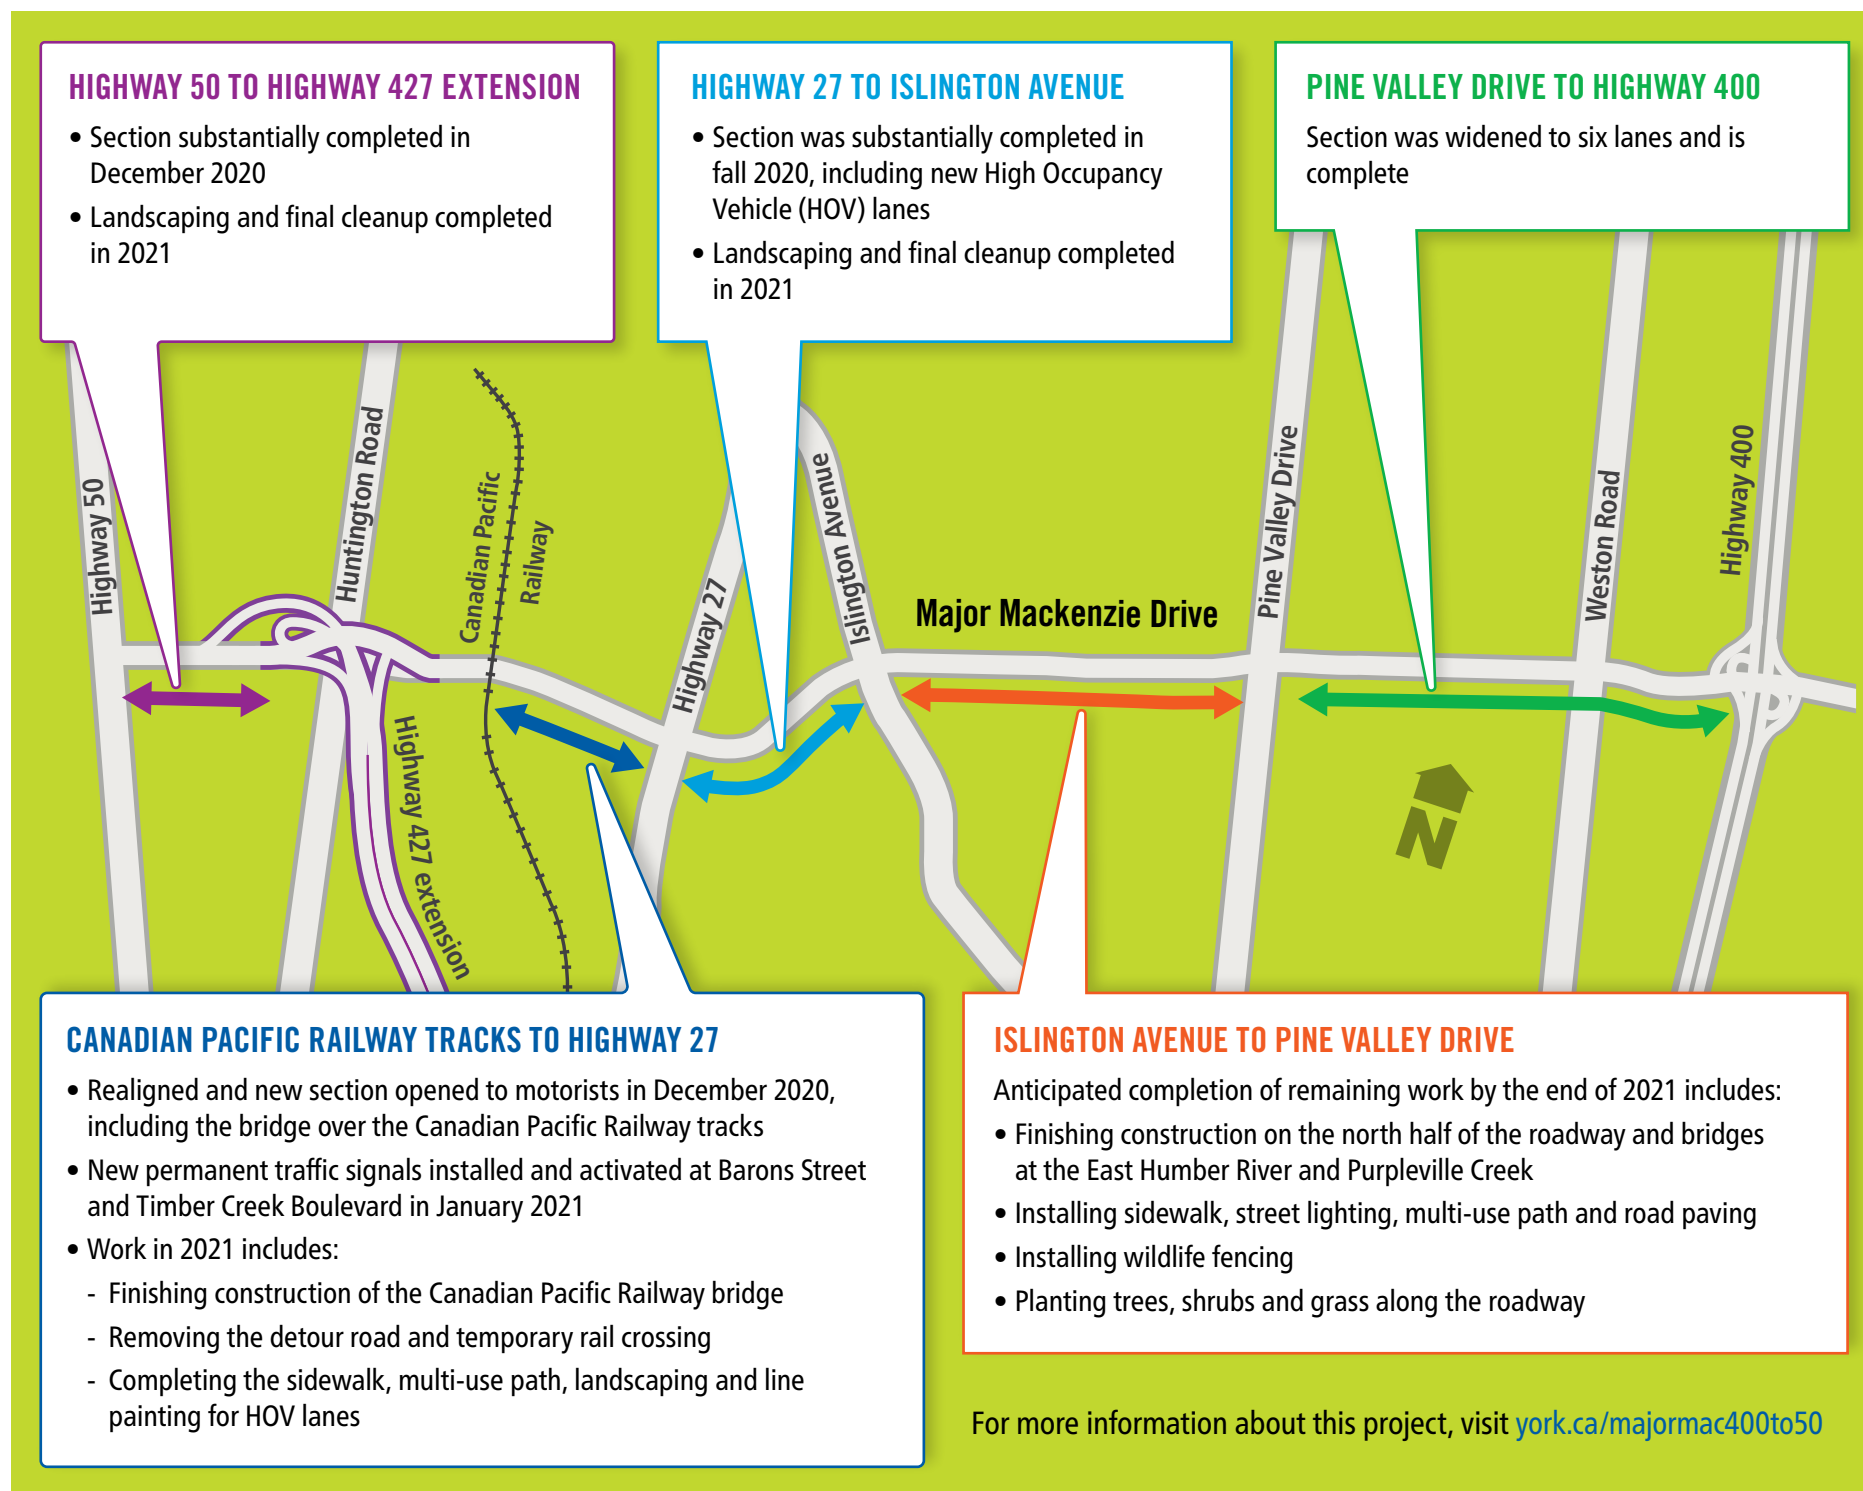 HIGHWAY 50 TO HIGHWAY 427 EXTENSION
• Section substantially completed in
December 2020
• Landscaping and final cleanup completed
in 2021
HIGHWAY 27 TO ISLINGTON AVENUE
• Section was substantially completed in
fall 2020, including new High Occupancy
Vehicle (HOV) lanes
• Landscaping and final cleanup completed
in 2021
PINE VALLEY DRIVE TO HIGHWAY 400
Section was widened to six lanes and is
complete
Highway 50
Huntington Road
Canadian Pacific
Railway
Highway 427 extension
Highway 27
Islington Avenue
Major Mackenzie Drive
Pine Valley Drive
Weston Road
Highway 400
N
CANADIAN PACIFIC RAILWAY TRACKS TO HIGHWAY 27
• Realigned and new section opened to motorists in December 2020,
including the bridge over the Canadian Pacific Railway tracks
• New permanent traffic signals installed and activated at Barons Street
and Timber Creek Boulevard in January 2021
• Work in 2021 includes:
- Finishing construction of the Canadian Pacific Railway bridge
- Removing the detour road and temporary rail crossing
- Completing the sidewalk, multi-use path, landscaping and line
painting for HOV lanes
ISLINGTON AVENUE TO PINE VALLEY DRIVE
Anticipated completion of remaining work by the end of 2021 includes:
• Finishing construction on the north half of the roadway and bridges
at the East Humber River and Purpleville Creek
• Installing sidewalk, street lighting, multi-use path and road paving
• Installing wildlife fencing
• Planting trees, shrubs and grass along the roadway
For more information about this project, visit york.ca/majormac400to50